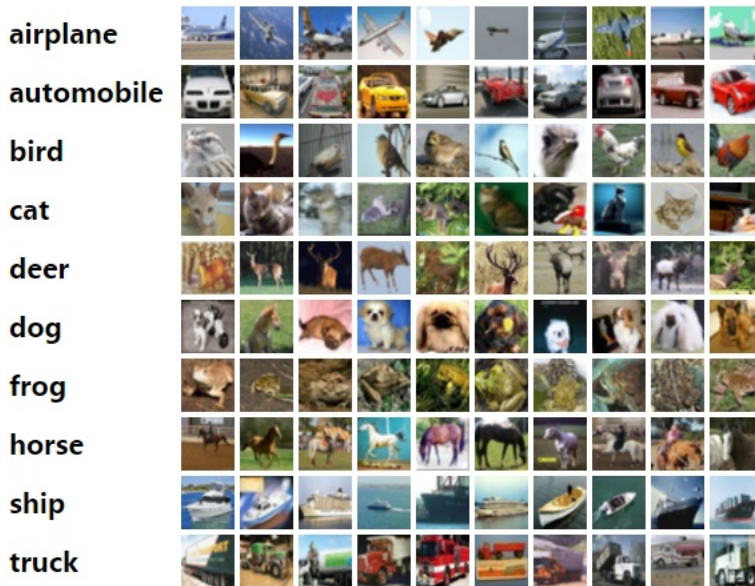 airplane
automobile
bird
cat
deer
dog
frog
horse
ship
truck